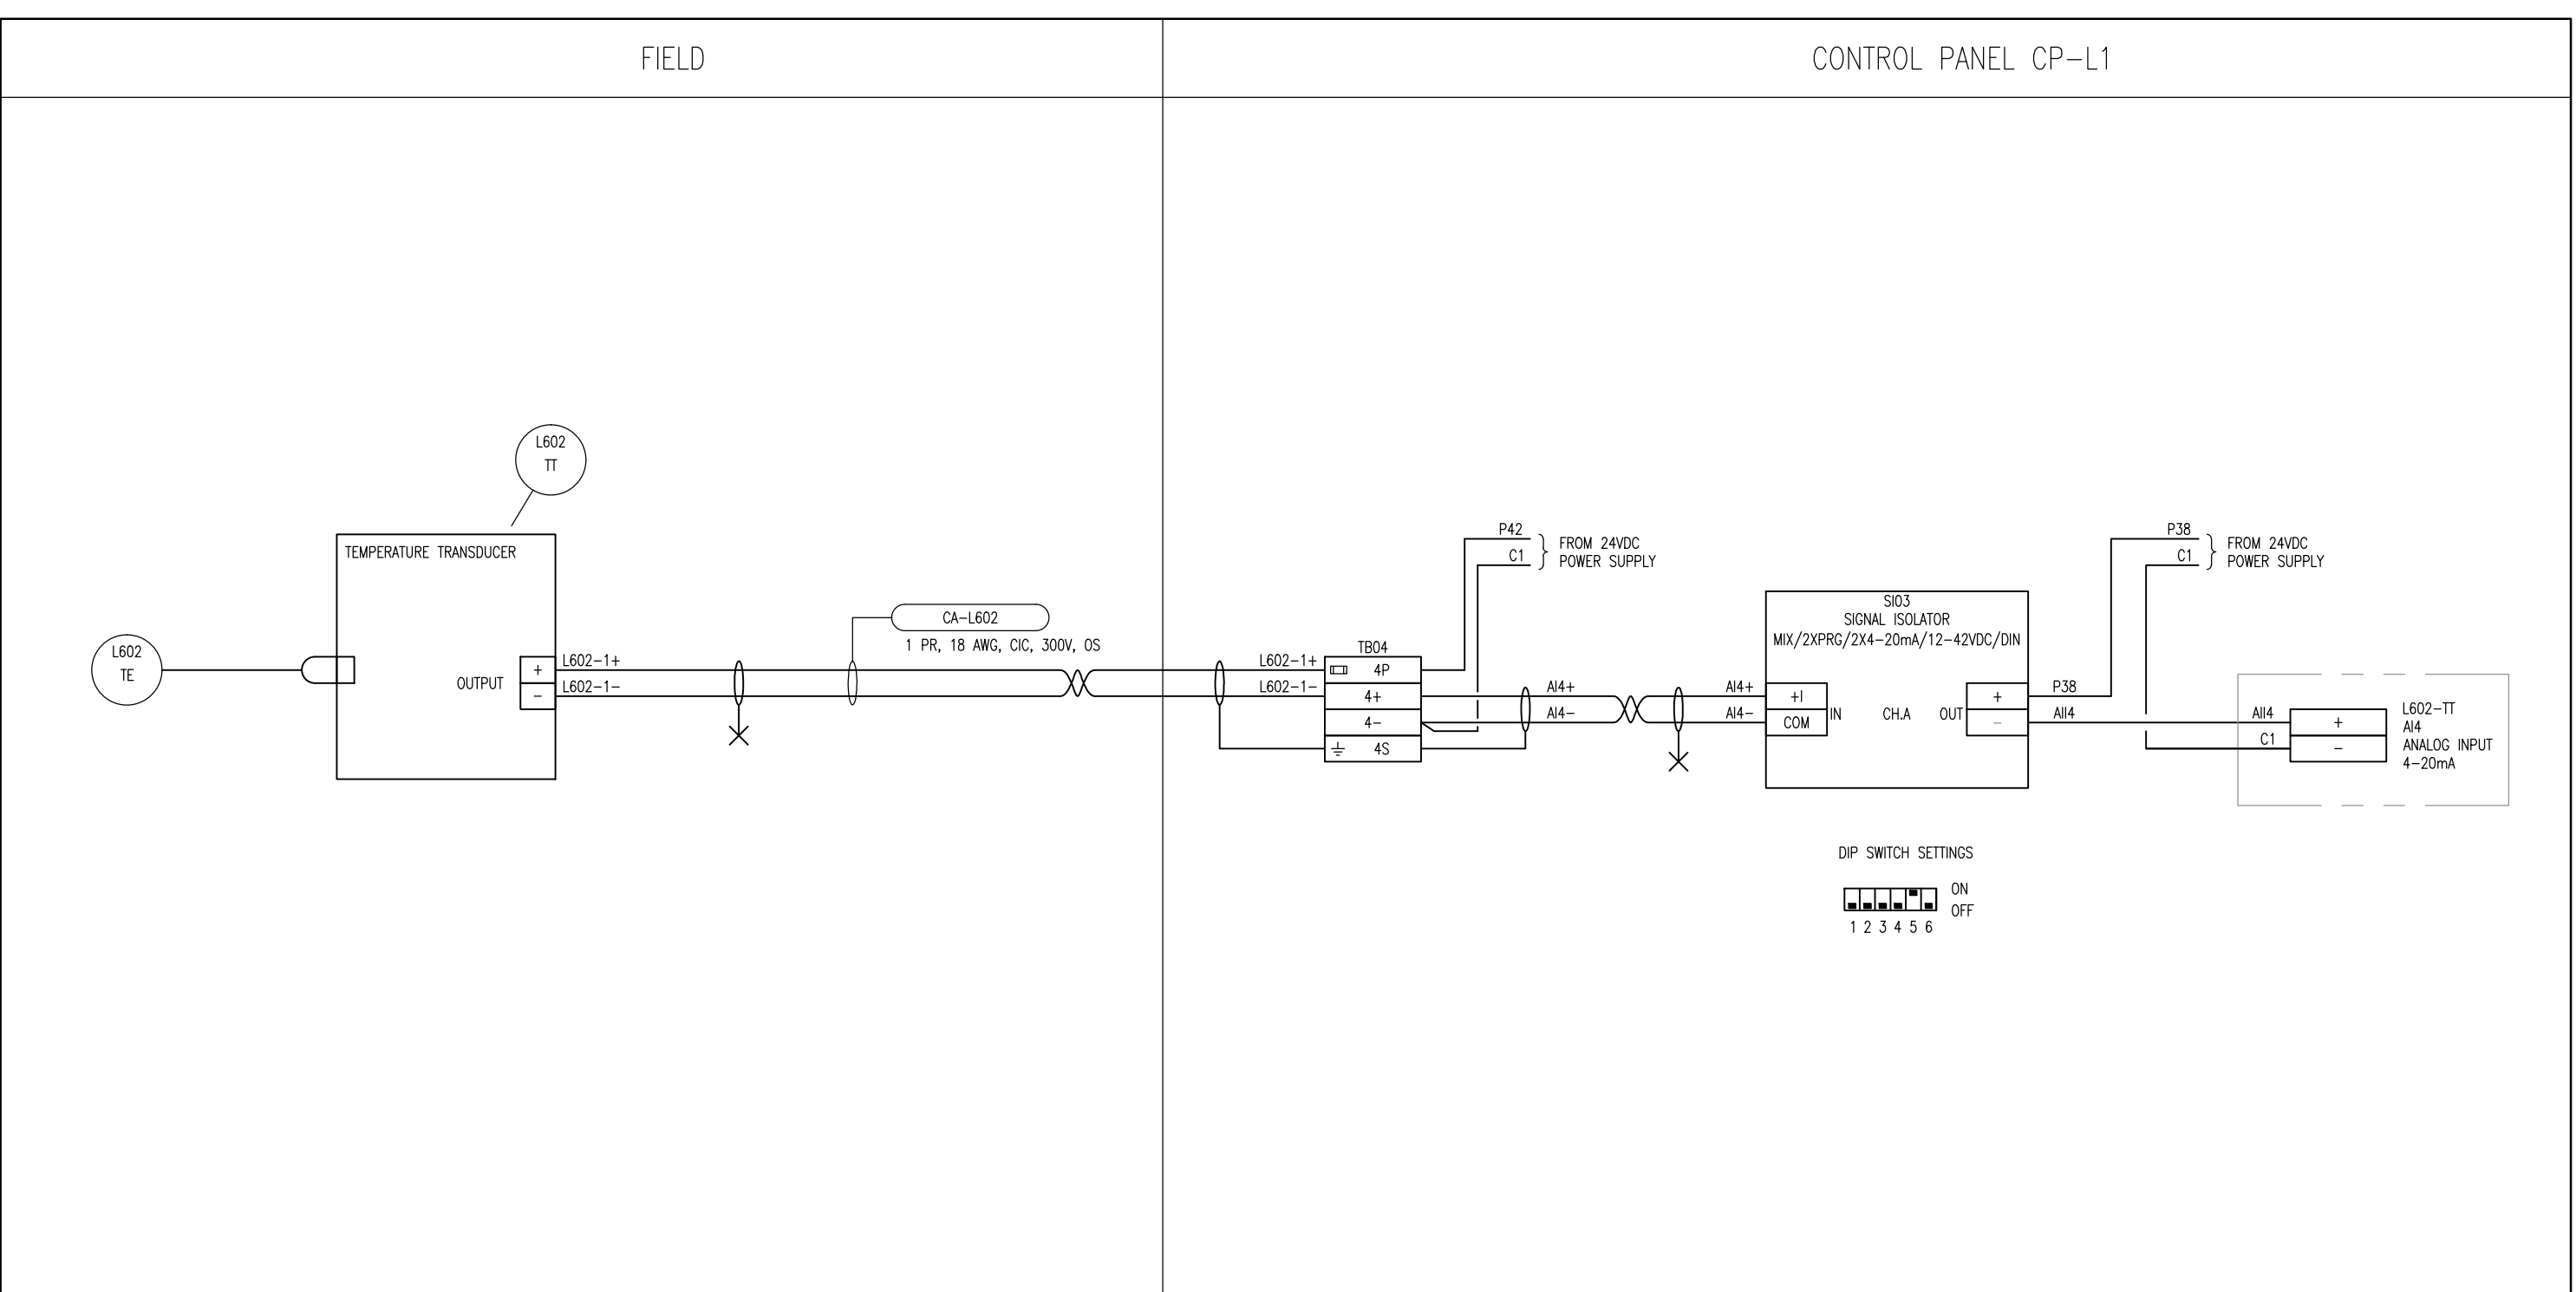 FIELD
CONTROL PANEL CP-L1
L602
TT
TEMPERATURE TRANSDUCER
L602
TE
OUTPUT
+
-
L602-1+
L602-1-
CA-L602
1 PR, 18 AWG, CIC, 300V, OS
L602-1+
L602-1-
TB04
4P
4+
4-
4S
P42
C1
FROM 24VDC
POWER SUPPLY
AI4+
AI4-
AI4+
AI4-
SI03
SIGNAL ISOLATOR
MIX/2XPRG/2X4-20mA/12-42VDC/DIN
+I
COM
IN
CH.A
OUT
+
-
P38
AII4
P38
C1
FROM 24VDC
POWER SUPPLY
AII4
C1
+
-
L602-TT
AI4
ANALOG INPUT
4-20mA
DIP SWITCH SETTINGS
ON
OFF
1 2 3 4 5 6